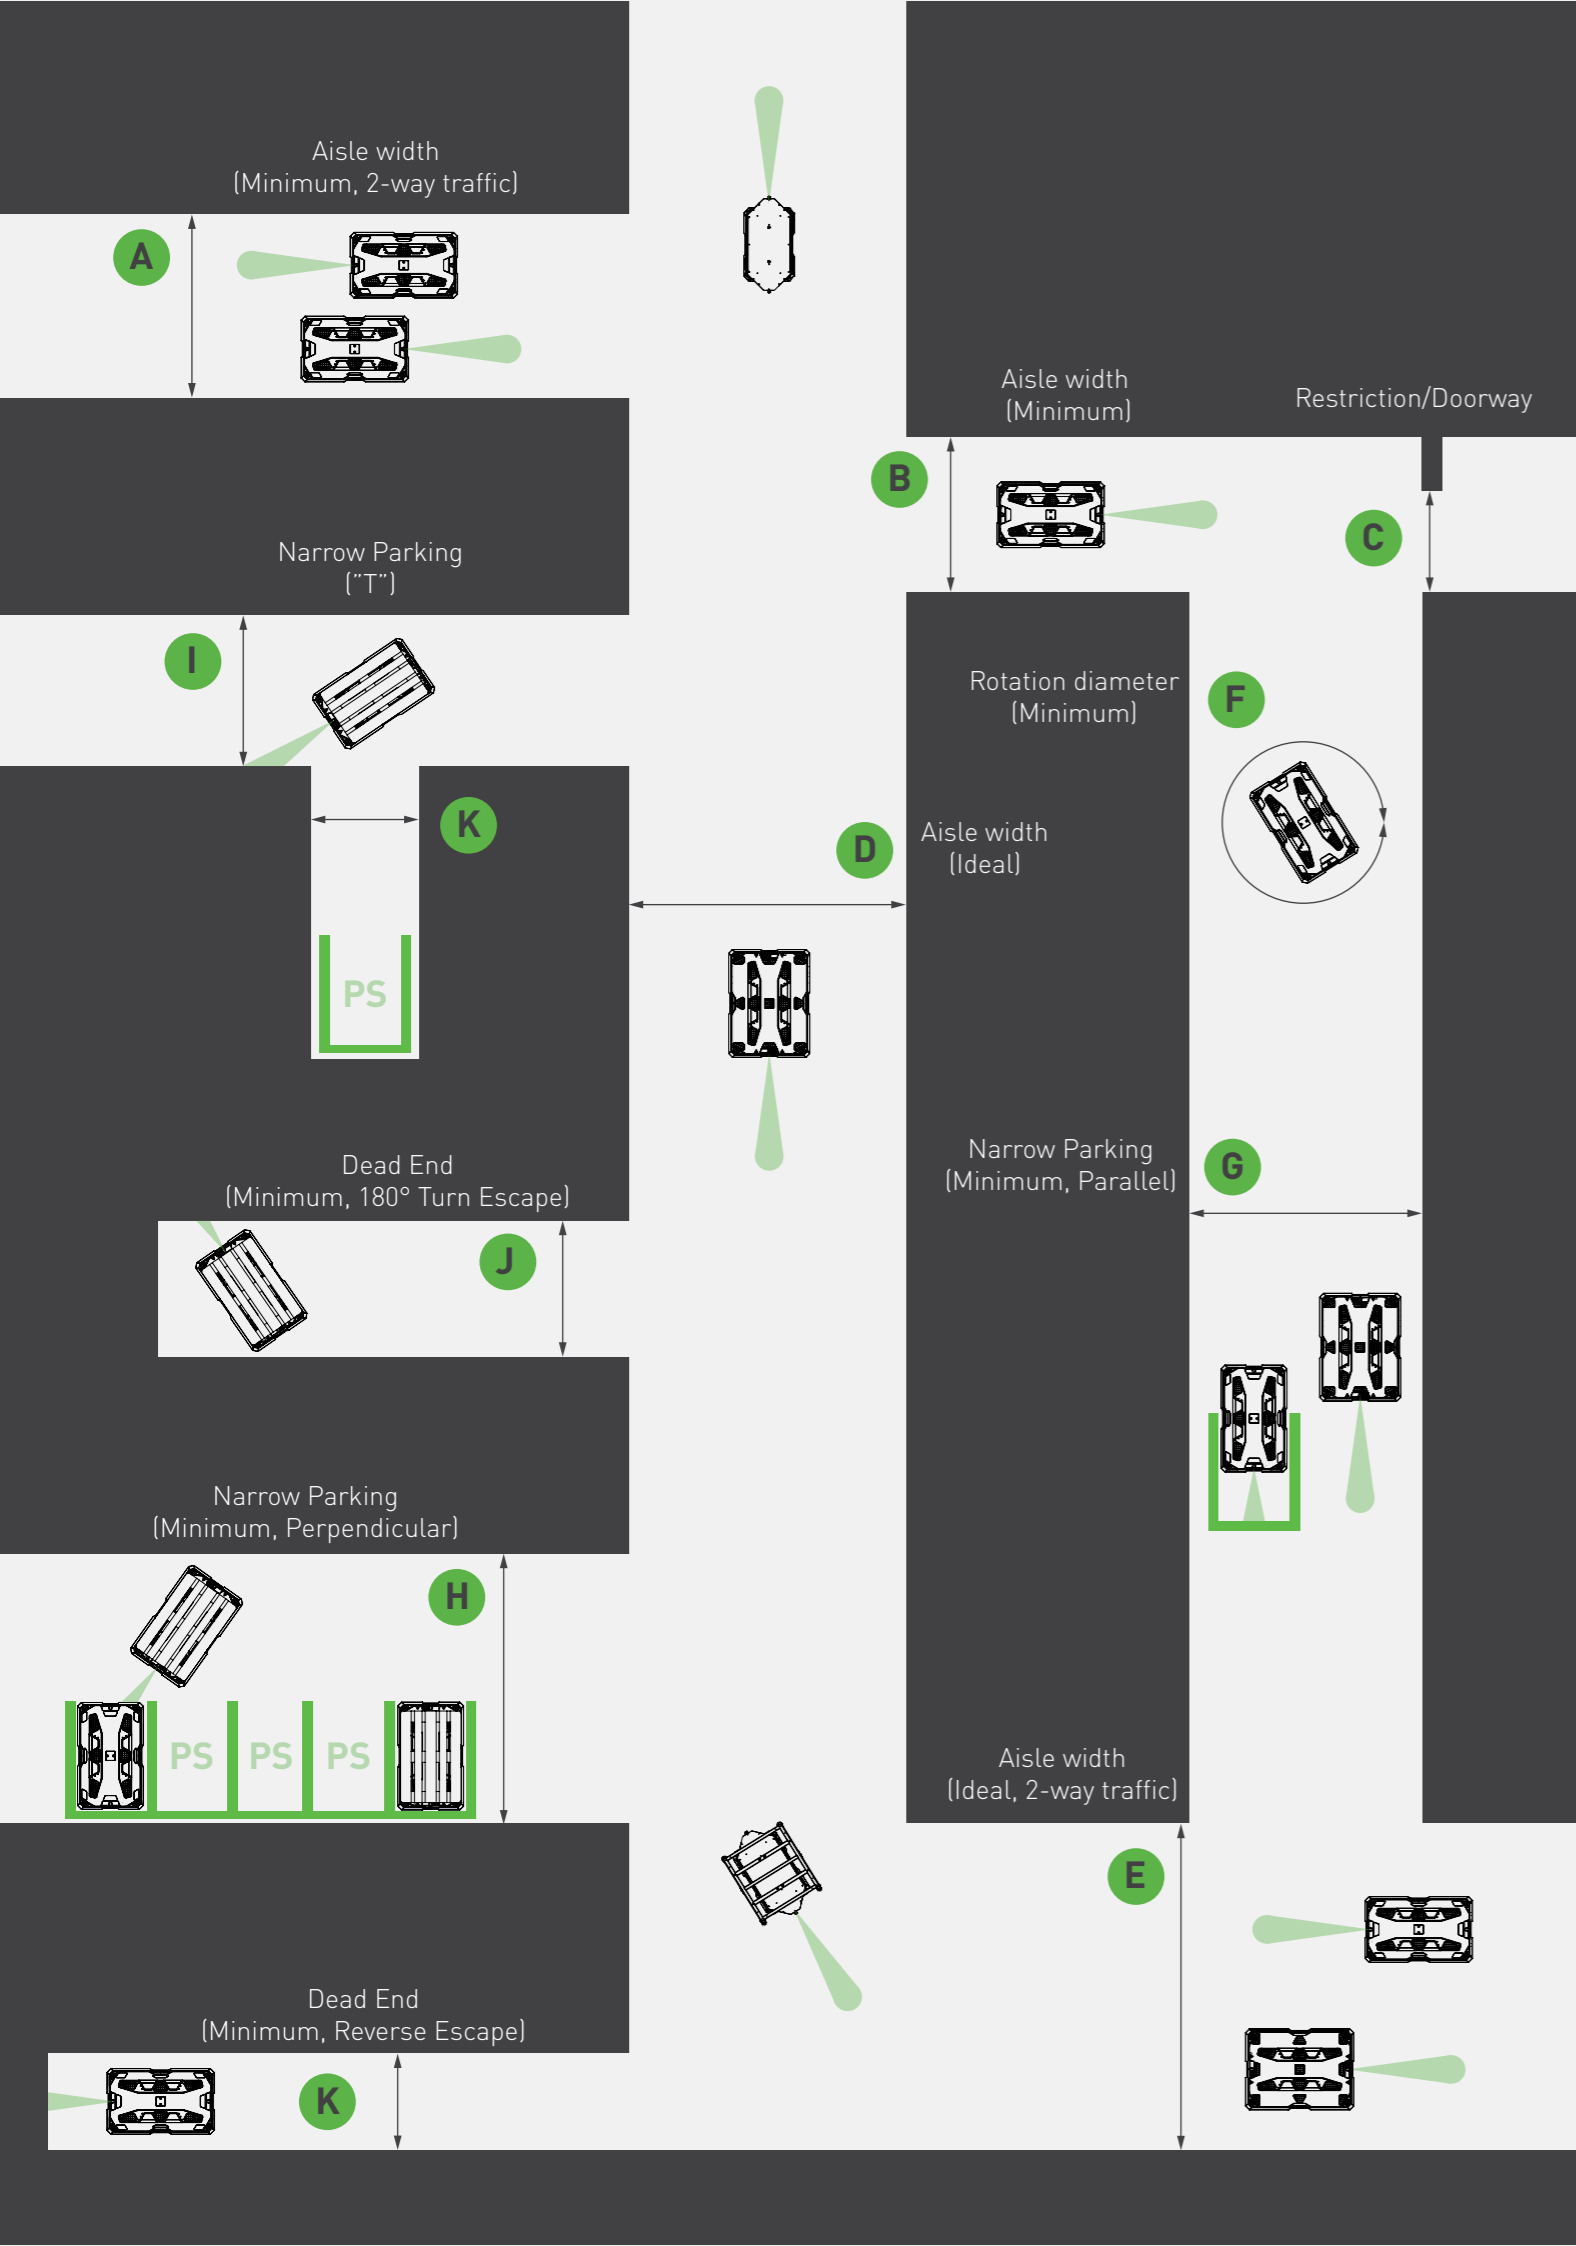 Aisle width
(Minimum, 2-way traffic)
A
Aisle width
(Minimum)
Restriction/Doorway
B
C
Narrow Parking
(”T”)
I
Rotation diameter
(Minimum)
F
K
D
Aisle width
(Ideal)
PS
Narrow Parking
(Minimum, Parallel)
G
Dead End
(Minimum, 180° Turn Escape)
J
Narrow Parking
(Minimum, Perpendicular)
H
PS PS PS
Aisle width
(Ideal, 2-way traffic)
E
Dead End
(Minimum, Reverse Escape)
K